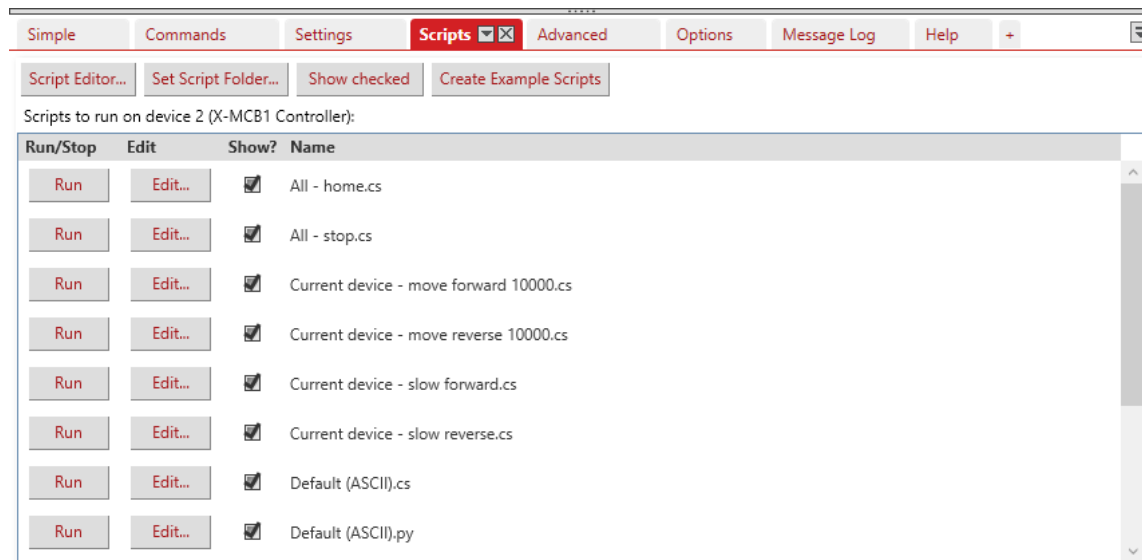 Simple Commands Settings Scripts Advanced Options Message Log Help +
Script Editor... Set Script Folder... Show checked Create Example Scripts
Scripts to run on device 2 (X-MCB1 Controller):
Run/Stop Edit Show? Name
Run Edit... All - home.cs
Run Edit... All - stop.cs
Run Edit... Current device - move forward 10000.cs
Run Edit... Current device - move reverse 10000.cs
Run Edit... Current device - slow forward.cs
Run Edit... Current device - slow reverse.cs
Run Edit... Default (ASCII).cs
Run Edit... Default (ASCII).py